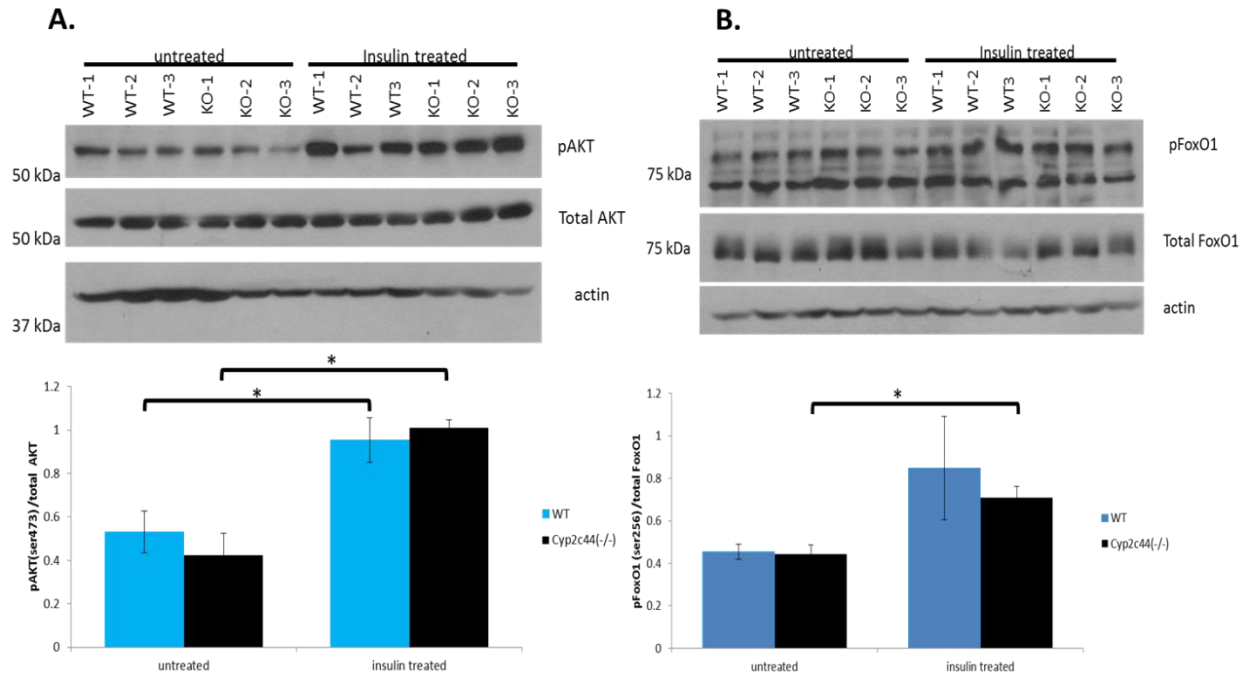 A.
untreated
Insulin treated
WT-1
WT-2
WT-3
KO-1
KO-2
KO-3
WT-1
WT-2
WT3
KO-1
KO-2
KO-3
pAKT
50 kDa
Total AKT
50 kDa
actin
37 kDa
*
*
1.2
1
0.8
0.6
0.4
0.2
0
pAKT(ser473)/total AKT
untreated
insulin treated
WT
Cyp2c44(-/-)
B.
untreated
Insulin treated
WT-1
WT-2
WT-3
KO-1
KO-2
KO-3
WT-1
WT-2
WT3
KO-1
KO-2
KO-3
pFoxO1
75 kDa
Total FoxO1
75 kDa
actin
*
1.2
1
0.8
0.6
0.4
0.2
0
pFoxO1 (ser256)/total FoxO1
untreated
insulin treated
WT
Cyp2c44(-/-)